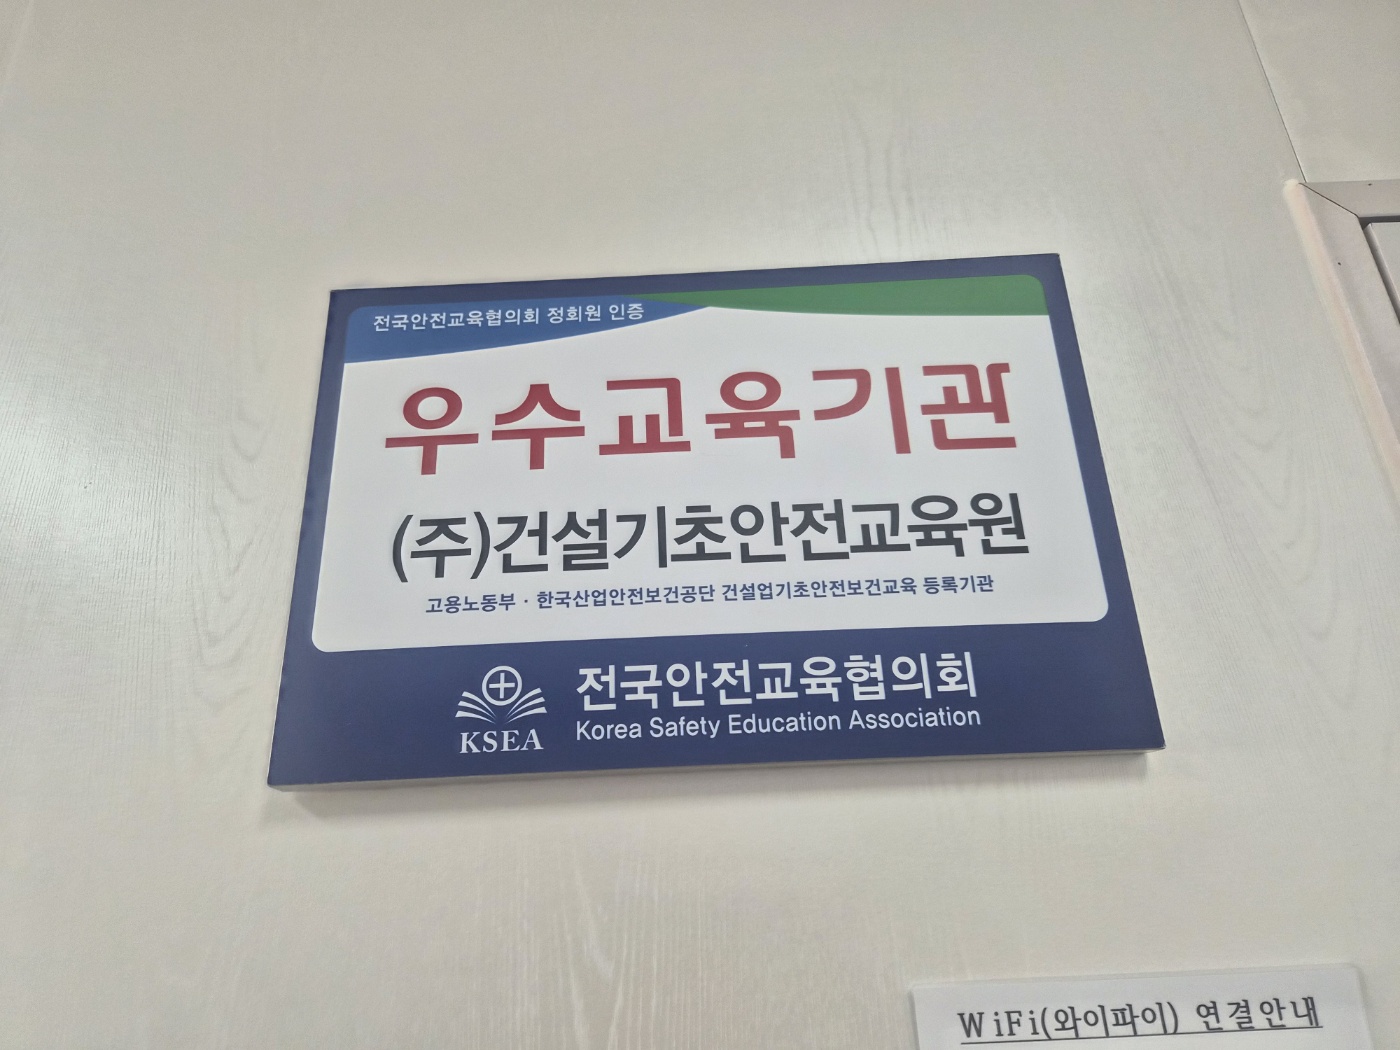 전국안전교육협의회 정회원 인증
우수교육기관
(주)건설기초안전교육원
고용노동부 · 한국산업안전보건공단 건설업기초안전보건교육 등록기관
KSEA
전국안전교육협의회
Korea Safety Education Association
WiFi(와이파이) 연결안내